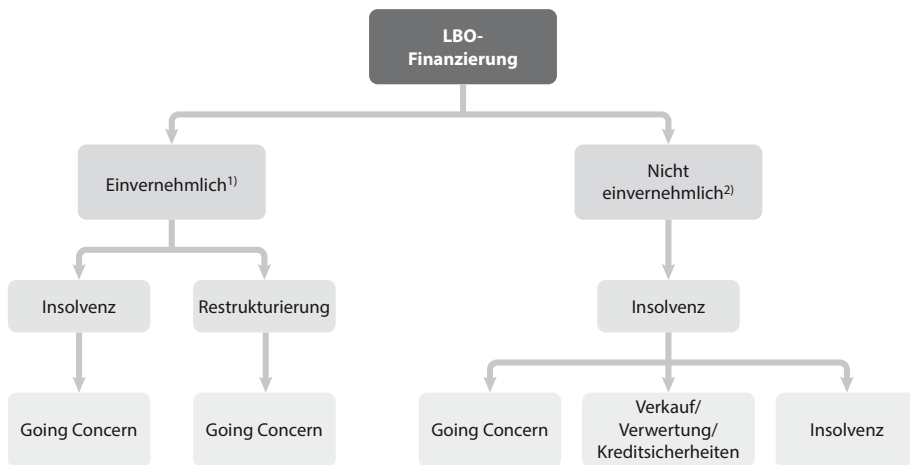 LBO-
Finanzierung
Einvernehmlich1)
Nicht
einvernehmlich2)
Insolvenz
Restrukturierung
Insolvenz
Going Concern
Going Concern
Going Concern
Verkauf/
Verwertung/
Kreditsicherheiten
Insolvenz